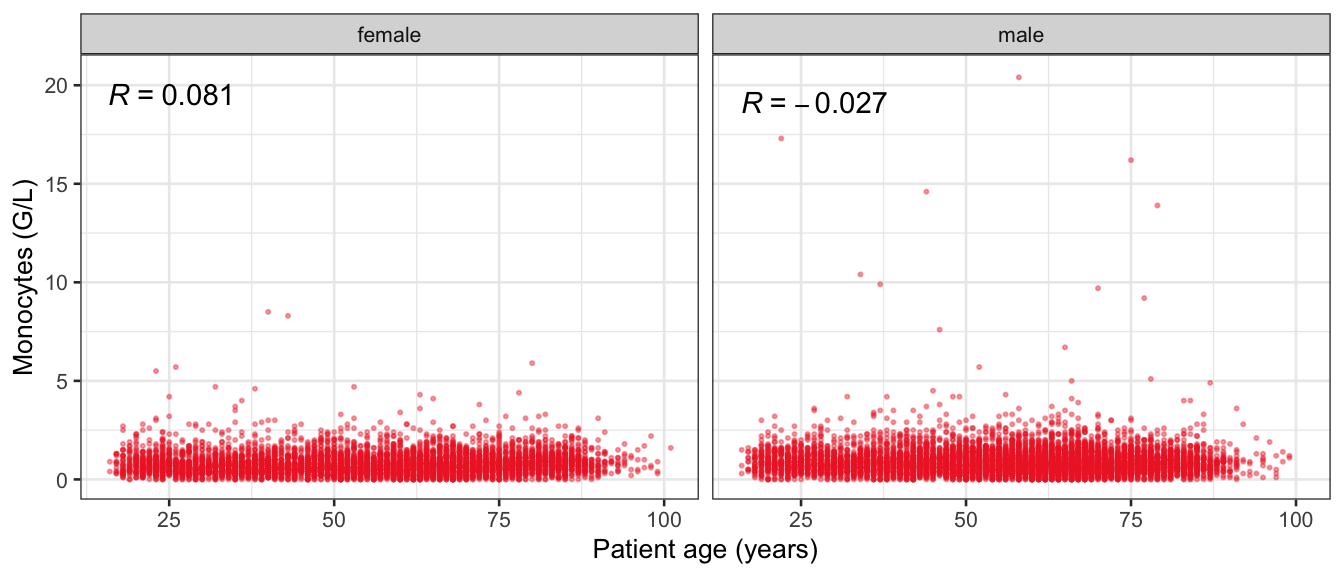 female
male
R = 0.081
R = −0.027
Monocytes (G/L)
20
15
10
5
0
25 50 75 100
25 50 75 100
Patient age (years)